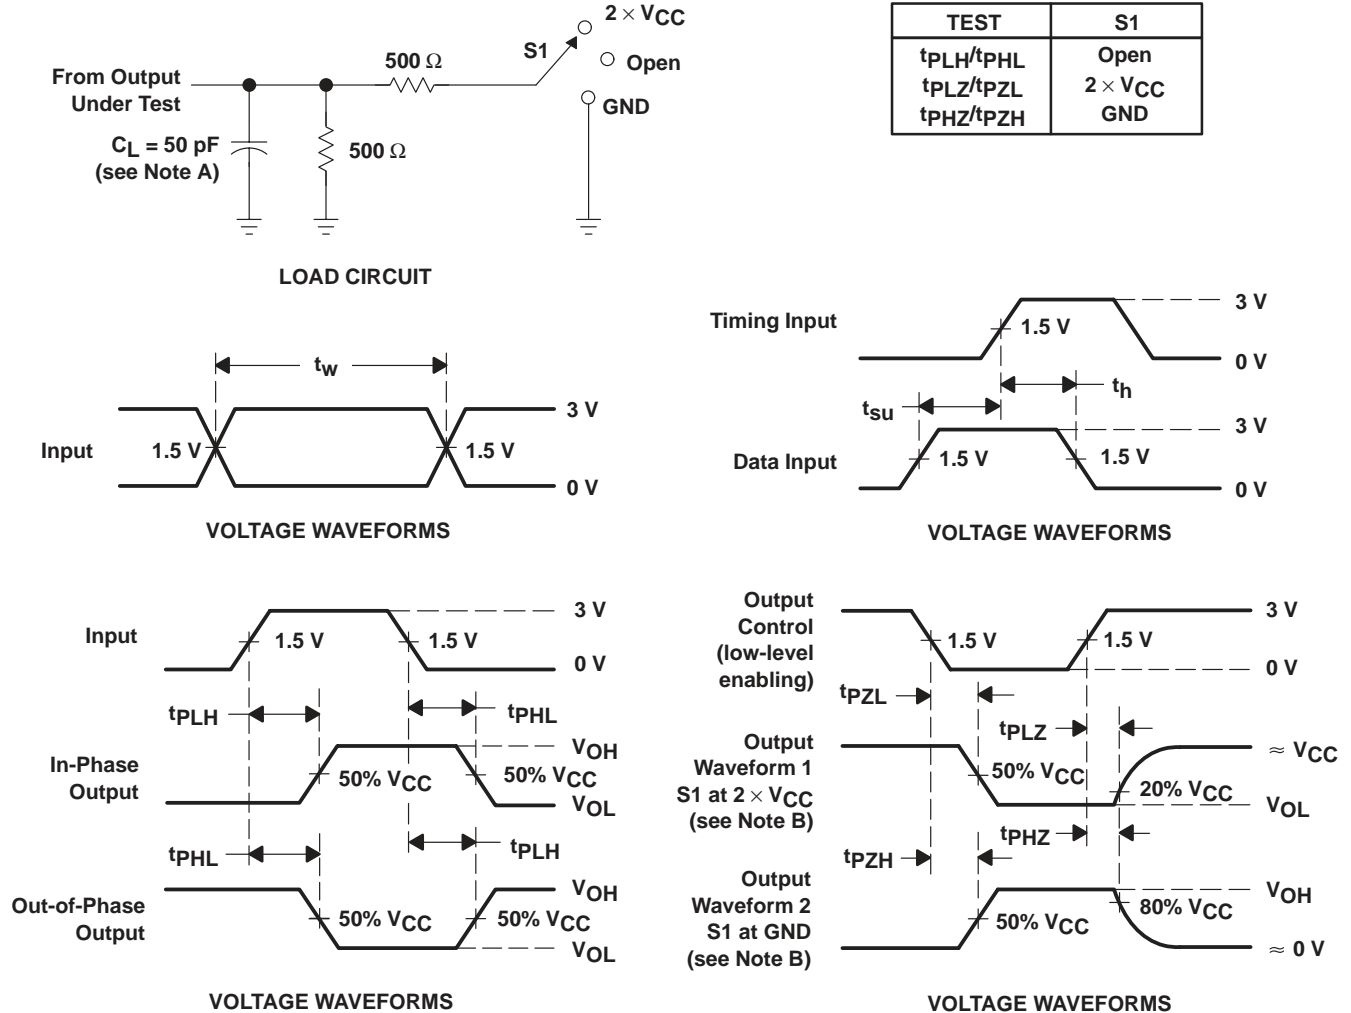 2 × VCC
S1
Open
GND
500 Ω
From Output
Under Test
CL = 50 pF
(see Note A)
500 Ω
LOAD CIRCUIT
TEST S1
tPLH/tPHL Open
tPLZ/tPZL 2 × VCC
tPHZ/tPZH GND
tw
3 V
Input 1.5 V 1.5 V
0 V
VOLTAGE WAVEFORMS
3 V
Timing Input 1.5 V
0 V
th
tsu
3 V
Data Input 1.5 V 1.5 V
0 V
VOLTAGE WAVEFORMS
3 V
Input 1.5 V 1.5 V
0 V
tPLH tPHL
VOH
In-Phase
Output
50% VCC 50% VCC
VOL
tPHL tPLH
VOH
Out-of-Phase
Output
50% VCC 50% VCC
VOL
VOLTAGE WAVEFORMS
Output
Control
(low-level
enabling)
3 V
1.5 V 1.5 V
0 V
tPZL
tPLZ
Output
Waveform 1
S1 at 2 × VCC
(see Note B)
≈ VCC
50% VCC 20% VCC
VOL
tPHZ
tPZH
Output
Waveform 2
S1 at GND
(see Note B)
VOH
50% VCC 80% VCC
≈ 0 V
VOLTAGE WAVEFORMS